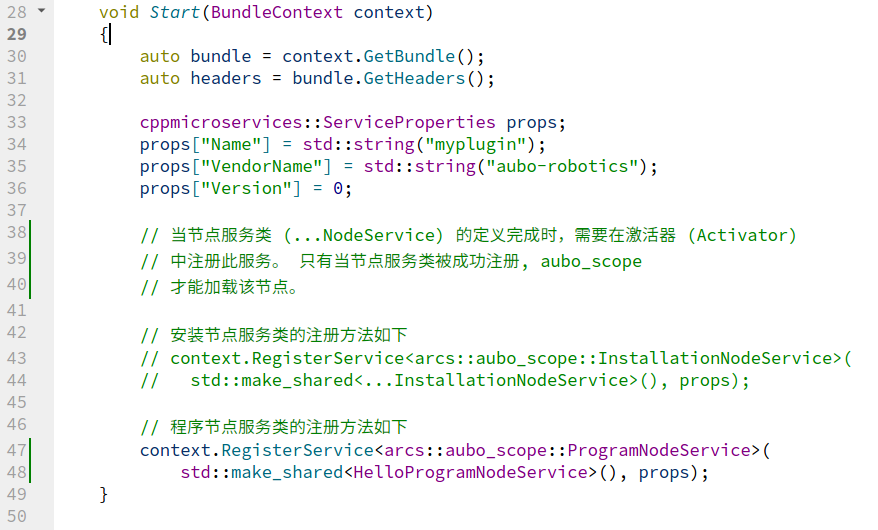 28 void Start(BundleContext context)
29 {
30 auto bundle = context.GetBundle();
31 auto headers = bundle.GetHeaders();
32
33 cppmicroservices::ServiceProperties props;
34 props["Name"] = std::string("myplugin");
35 props["VendorName"] = std::string("aubo-robotics");
36 props["Version"] = 0;
37
38 // 当节点服务类 (...NodeService) 的定义完成时，需要在激活器 (Activator)
39 // 中注册此服务。 只有当节点服务类被成功注册, aubo_scope
40 // 才能加载该节点。
41
42 // 安装节点服务类的注册方法如下
43 // context.RegisterService<arcs::aubo_scope::InstallationNodeService>(
44 //   std::make_shared<...InstallationNodeService>(), props);
45
46 // 程序节点服务类的注册方法如下
47 context.RegisterService<arcs::aubo_scope::ProgramNodeService>(
48 std::make_shared<HelloProgramNodeService>(), props);
49 }
50